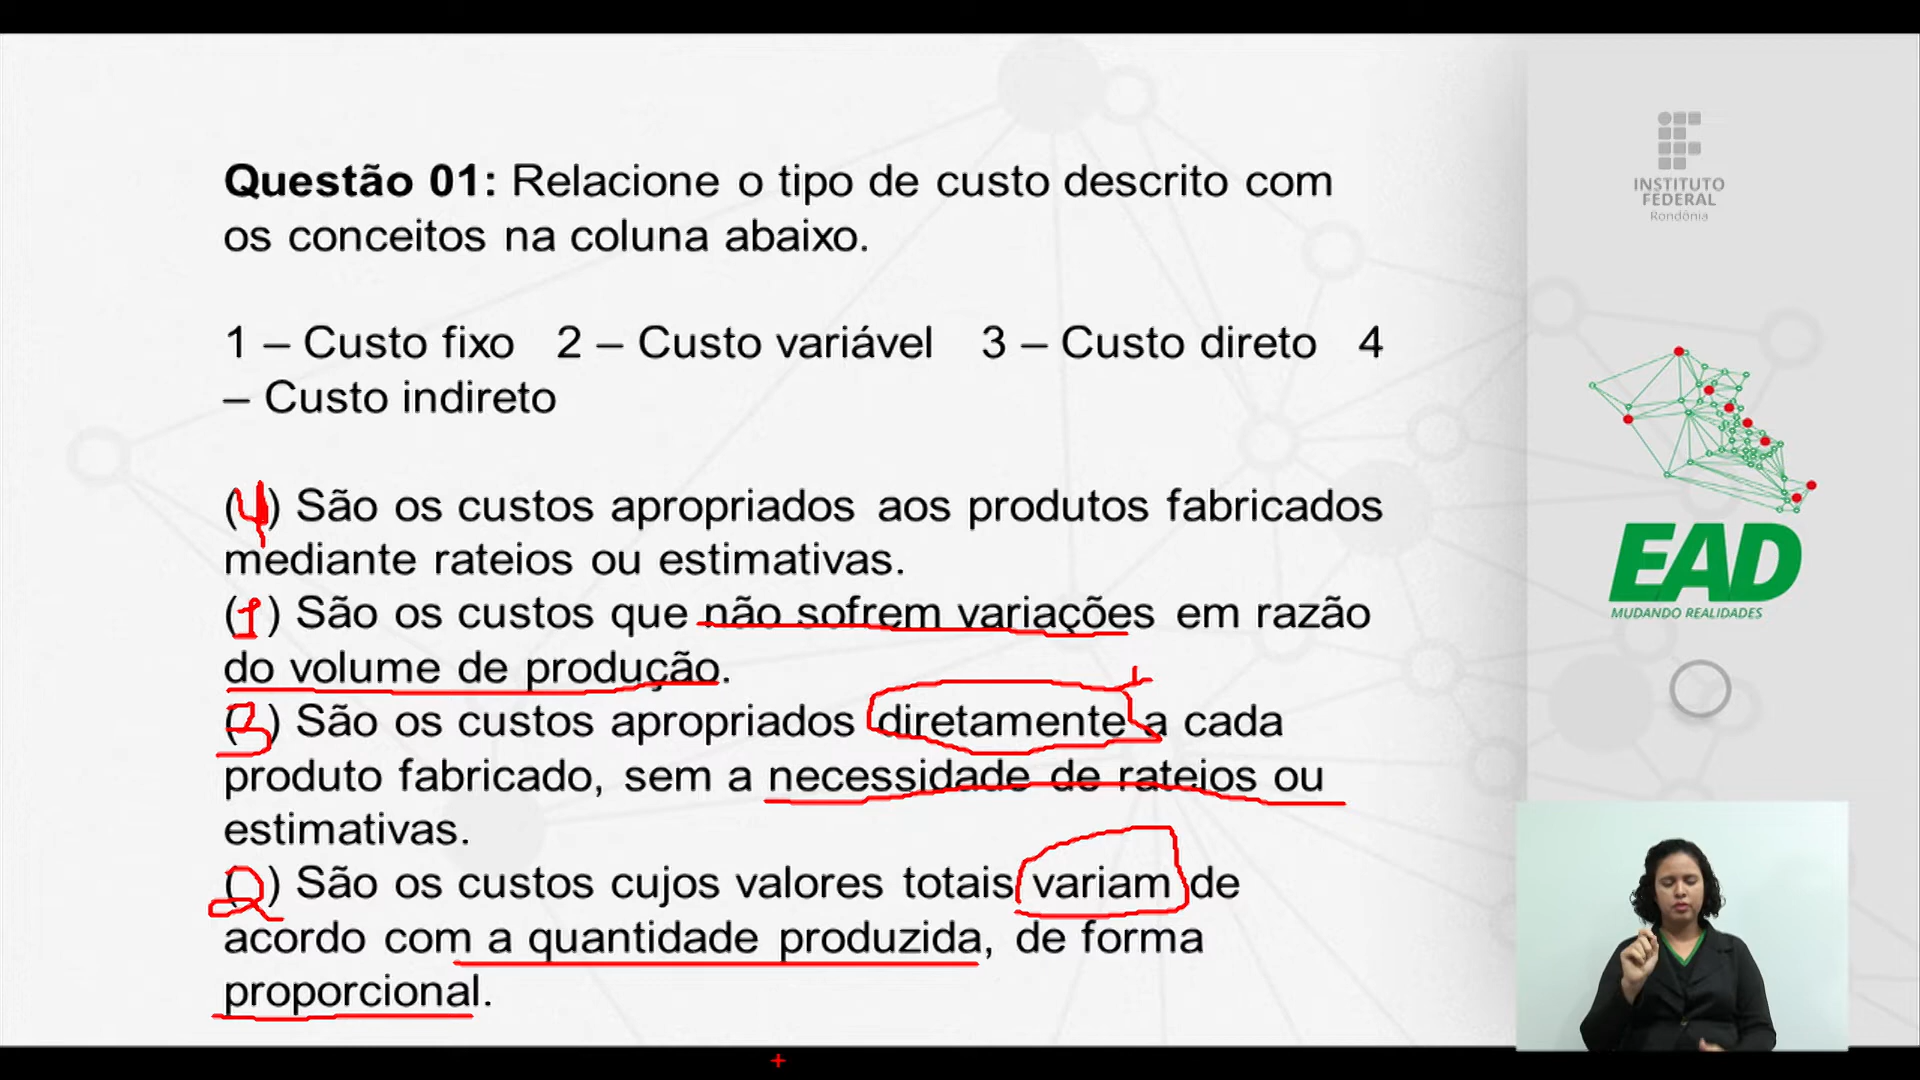 Questão 01: Relacione o tipo de custo descrito com
os conceitos na coluna abaixo.
1 – Custo fixo 2 – Custo variável 3 – Custo direto 4
– Custo indireto
(4) São os custos apropriados aos produtos fabricados
mediante rateios ou estimativas.
(1) São os custos que não sofrem variações em razão
do volume de produção.
(3) São os custos apropriados diretamente a cada
produto fabricado, sem a necessidade de rateios ou
estimativas.
(2) São os custos cujos valores totais variam de
acordo com a quantidade produzida, de forma
proporcional.
INSTITUTO
FEDERAL
Rondônia
EAD
MUDANDO REALIDADES